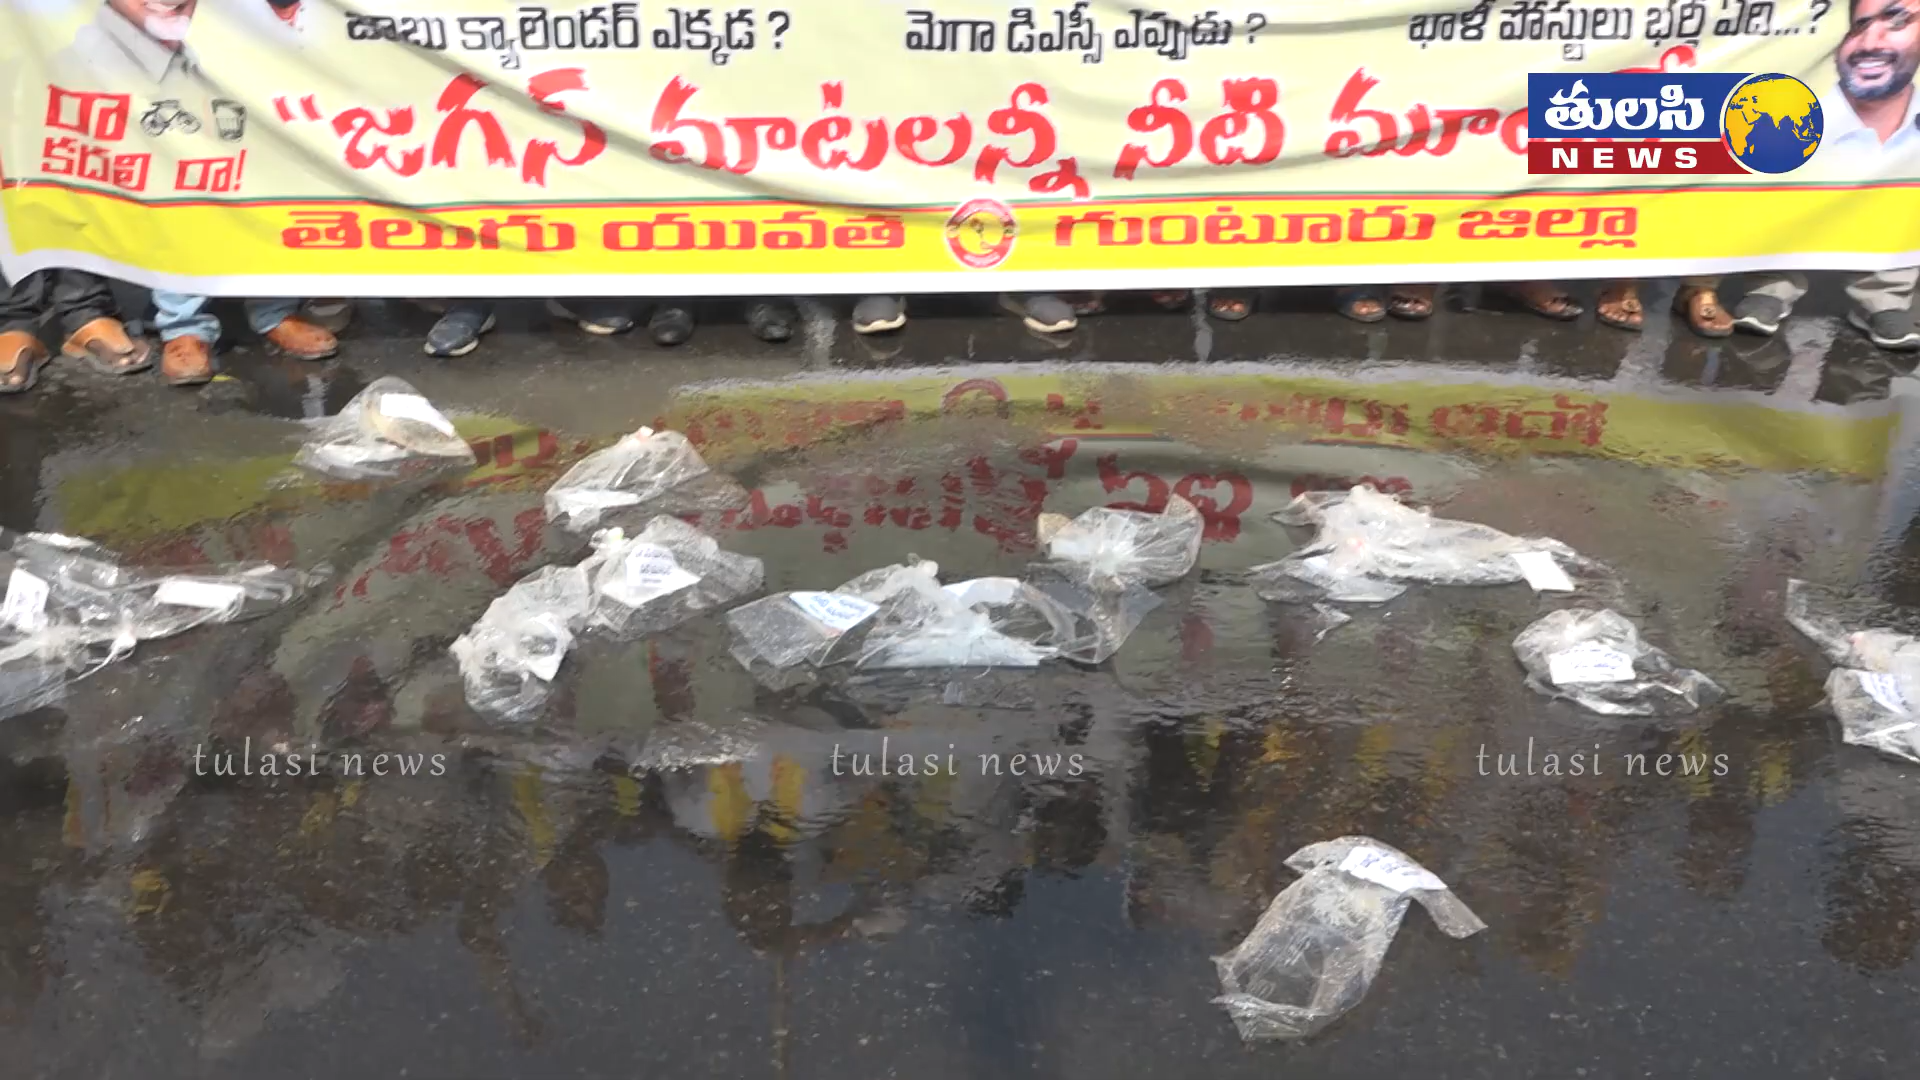 జాబు క్యాలెండర్ ఎక్కడ ? మెగా డిఎస్సీ ఎప్పుడు ? ఖాళీ పోస్టులు భర్తీ ఏది...?
"జగన్ మాటలన్నీ నీటి
రా
కదలి రా!
తెలుగు యువత గుంటూరు జిల్లా
తులసి
NEWS
tulasi news tulasi news tulasi news